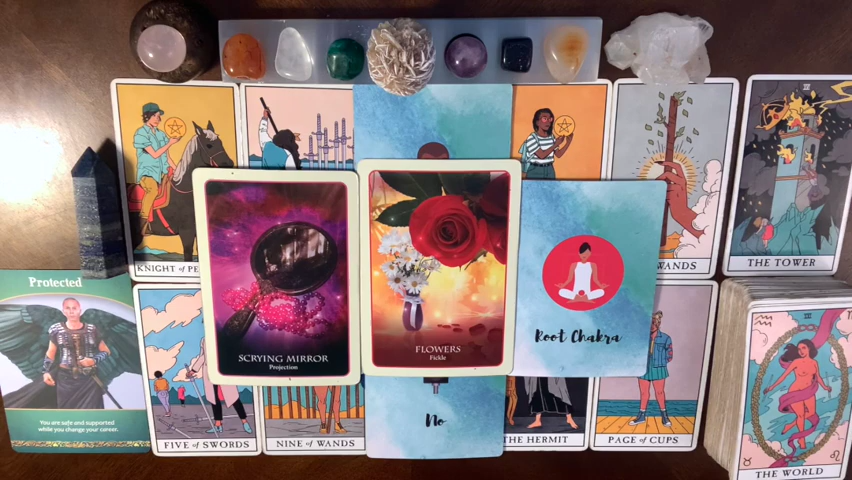 KNIGHT of PE
WANDS
THE TOWER
Protected
You are safe and supported
while you change your career.
SCRYING MIRROR
Projection
FLOWERS
Fickle
Root Chakra
FIVE of SWORDS
NINE of WANDS
No
THE HERMIT
PAGE of CUPS
XXI
THE WORLD